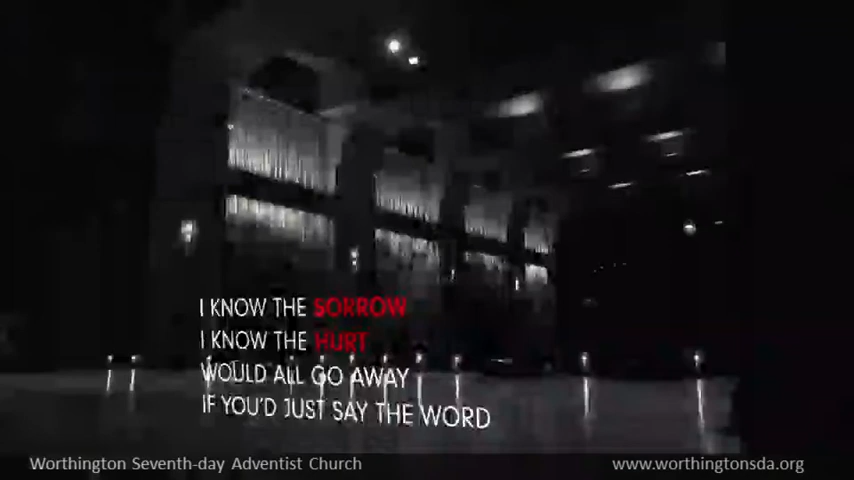 I KNOW THE SORROW
I KNOW THE HURT
WOULD ALL GO AWAY
IF YOU'D JUST SAY THE WORD
Worthington Seventh-day Adventist Church www.worthingtonsda.org